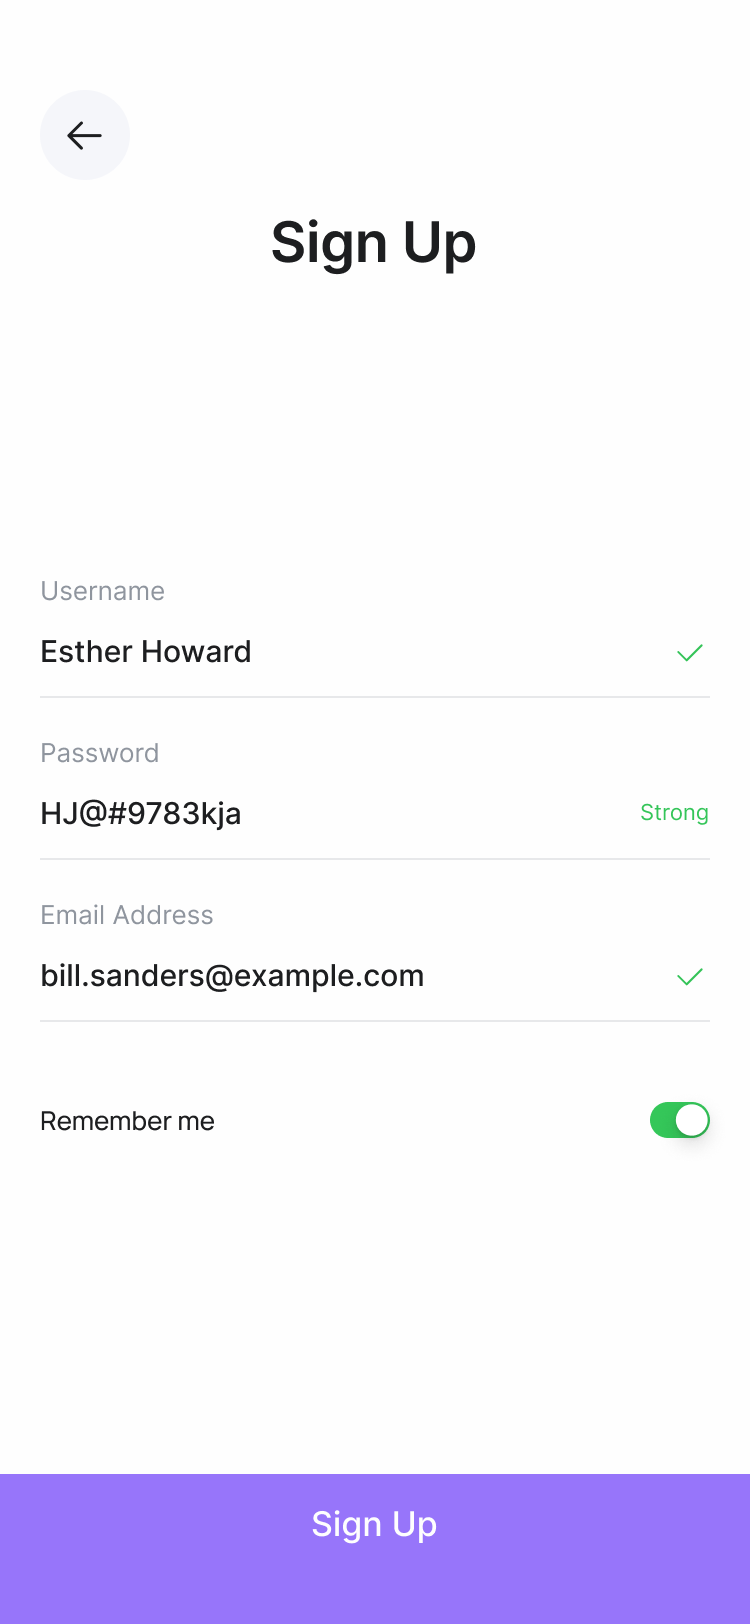 Sign Up
Username
Esther Howard
Password
HJ@#9783kja
Strong
Email Address
bill.sanders@example.com
Remember me
Sign Up